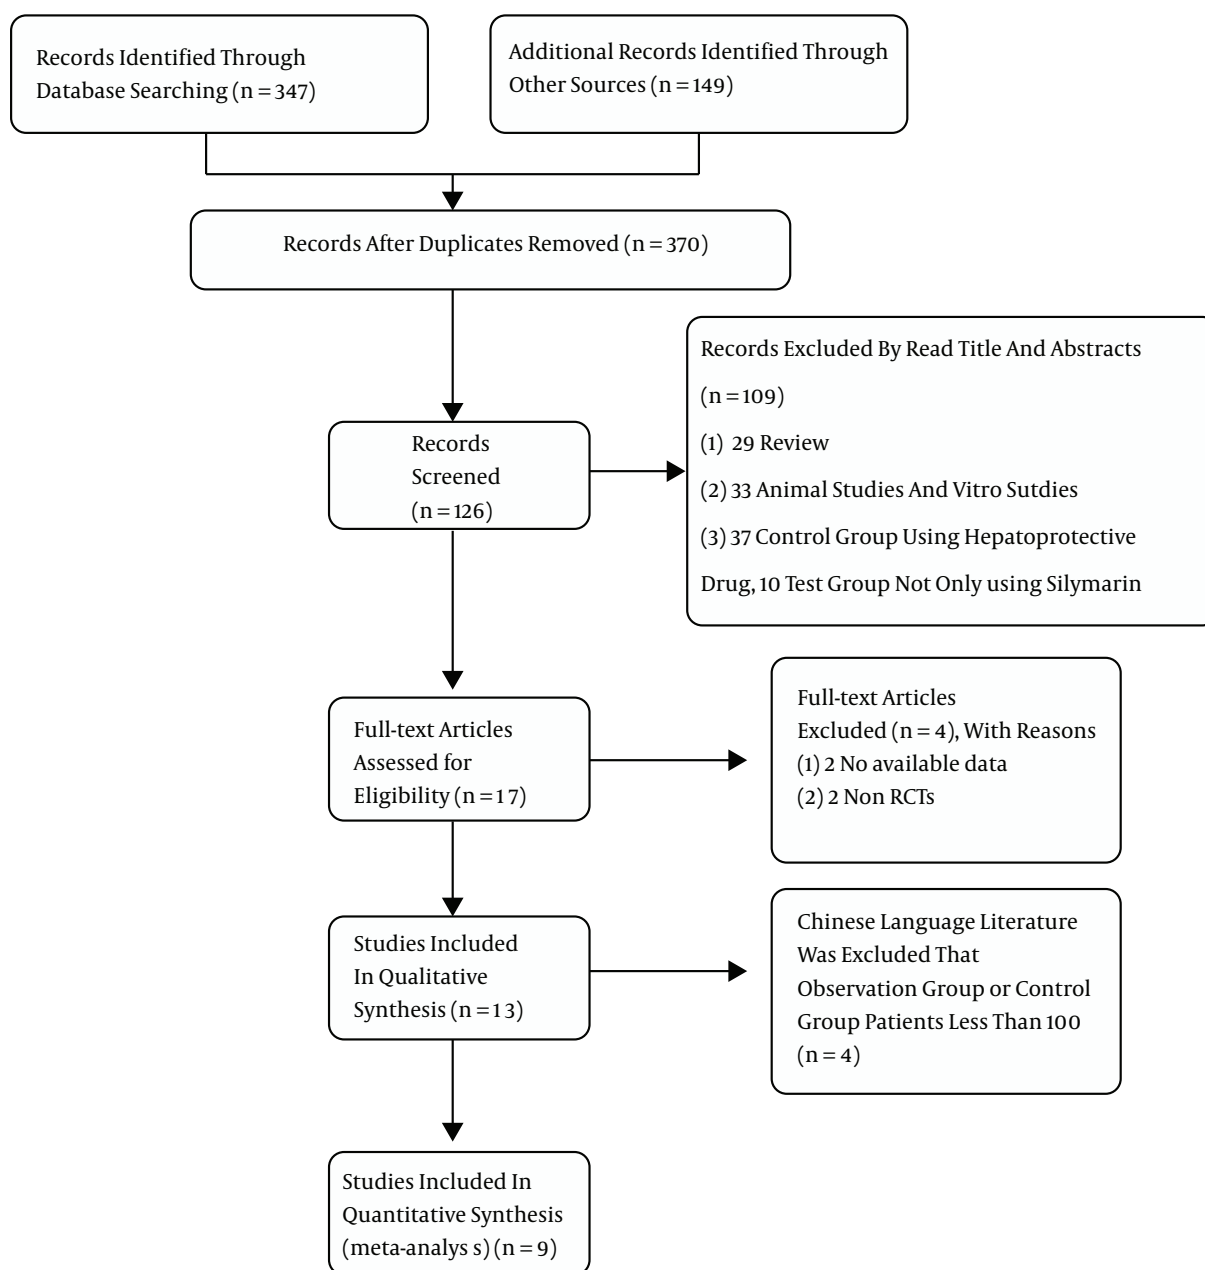 Records Identified Through
Database Searching (n = 347)
Additional Records Identified Through
Other Sources (n = 149)
Records After Duplicates Removed (n = 370)
Records Excluded By Read Title And Abstracts
(n = 109)
(1) 29 Review
(2) 33 Animal Studies And Vitro Sutdies
(3) 37 Control Group Using Hepatoprotective
Drug, 10 Test Group Not Only using Silymarin
Records
Screened
(n = 126)
Full-text Articles
Assessed for
Eligibility (n = 17)
Full-text Articles
Excluded (n = 4), With Reasons
(1) 2 No available data
(2) 2 Non RCTs
Studies Included
In Qualitative
Synthesis (n = 13)
Chinese Language Literature
Was Excluded That
Observation Group or Control
Group Patients Less Than 100
(n = 4)
Studies Included In
Quantitative Synthesis
(meta-analys s) (n = 9)